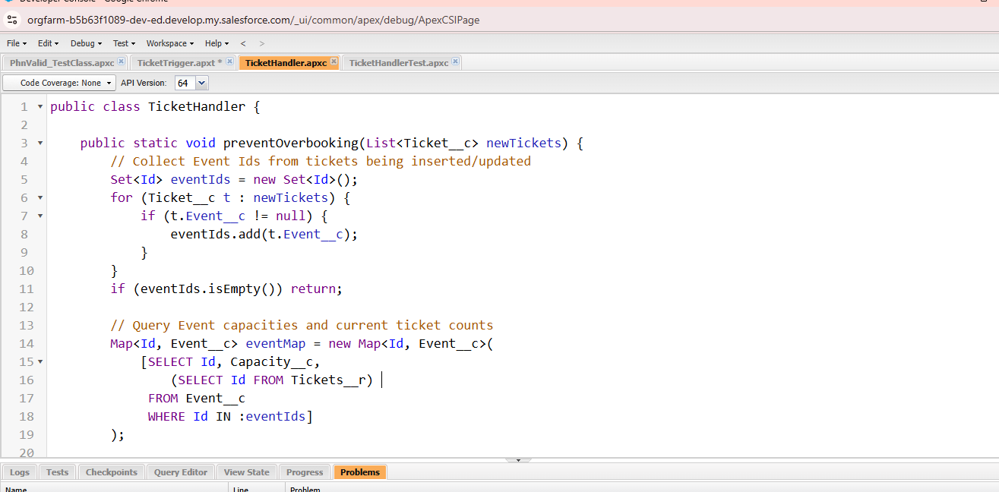 Developer Console - Google Chrome
orgfarm-b5b63f1089-dev-ed.develop.my.salesforce.com/_ui/common/apex/debug/ApexCSIPage
File Edit Debug Test Workspace Help < >
PhnValid_TestClass.apxc TicketTrigger.apxt * TicketHandler.apxc TicketHandlerTest.apxc
Code Coverage: None API Version: 64
1 public class TicketHandler {
2
3 public static void preventOverbooking(List<Ticket__c> newTickets) {
4 // Collect Event Ids from tickets being inserted/updated
5 Set<Id> eventIds = new Set<Id>();
6 for (Ticket__c t : newTickets) {
7 if (t.Event__c != null) {
8 eventIds.add(t.Event__c);
9 }
10 }
11 if (eventIds.isEmpty()) return;
12
13 // Query Event capacities and current ticket counts
14 Map<Id, Event__c> eventMap = new Map<Id, Event__c>(
15 [SELECT Id, Capacity__c,
16 (SELECT Id FROM Tickets__r)
17 FROM Event__c
18 WHERE Id IN :eventIds]
19 );
20
Logs Tests Checkpoints Query Editor View State Progress Problems
Name Line Problem